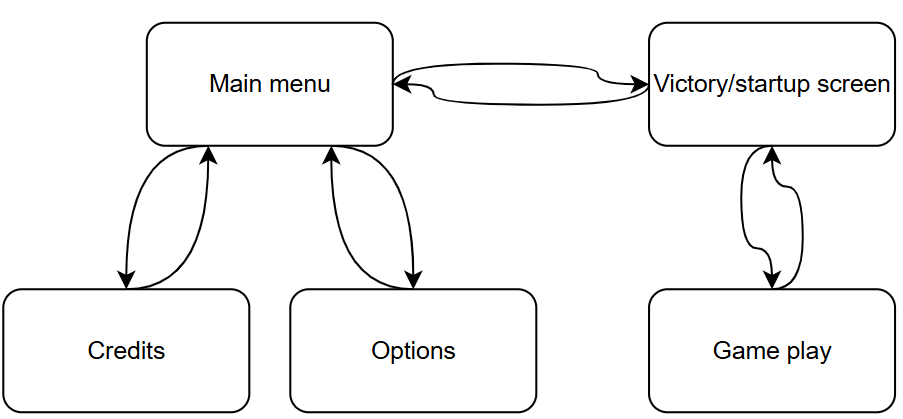 Main menu
Victory/startup screen
Credits
Options
Game play